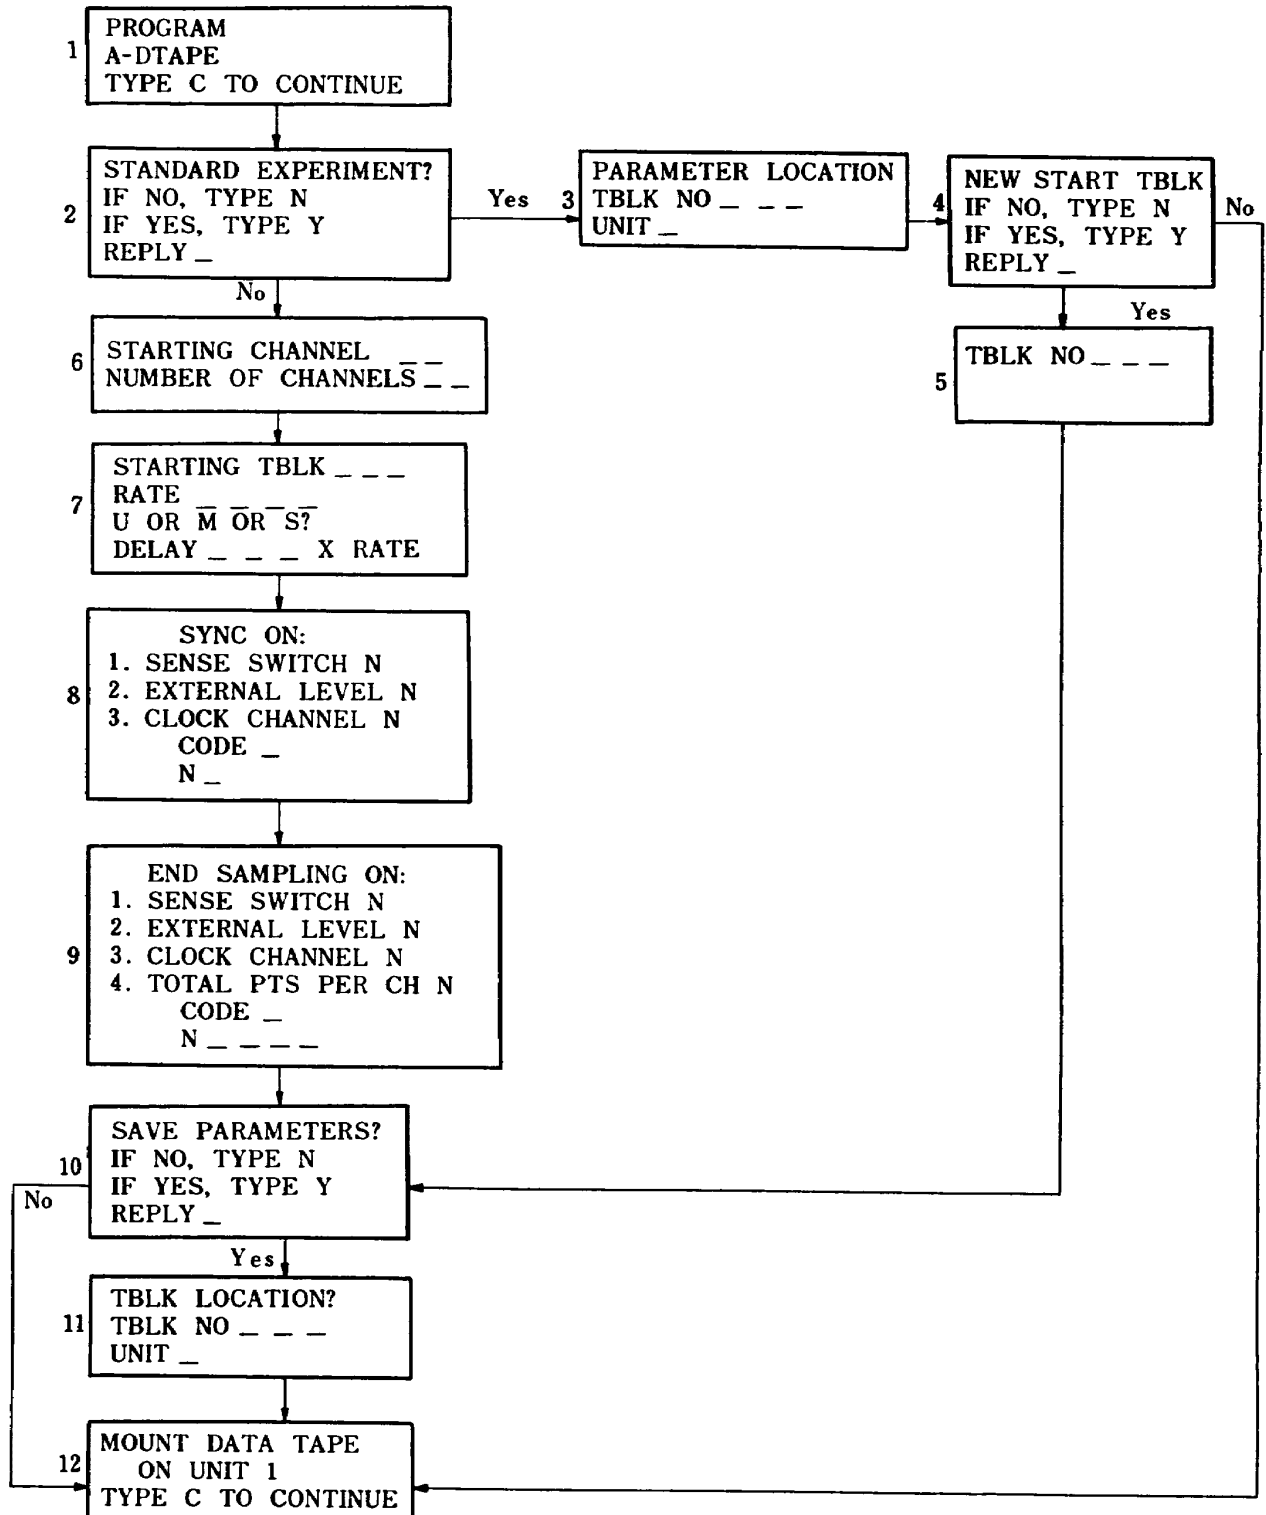 1
PROGRAM
A-DTAPE
TYPE C TO CONTINUE
2
STANDARD EXPERIMENT?
IF NO, TYPE N
IF YES, TYPE Y
REPLY _
Yes
No
3
PARAMETER LOCATION
TBLK NO _ _ _
UNIT _
4
NEW START TBLK
IF NO, TYPE N
IF YES, TYPE Y
REPLY _
No
Yes
5
TBLK NO _ _ _
6
STARTING CHANNEL _ _
NUMBER OF CHANNELS _ _
7
STARTING TBLK _ _ _
RATE _ _ _ _
U OR M OR S?
DELAY _ _ _ X RATE
8
SYNC ON:
1. SENSE SWITCH N
2. EXTERNAL LEVEL N
3. CLOCK CHANNEL N
CODE _
N _
9
END SAMPLING ON:
1. SENSE SWITCH N
2. EXTERNAL LEVEL N
3. CLOCK CHANNEL N
4. TOTAL PTS PER CH N
CODE _
N _ _ _ _
10
SAVE PARAMETERS?
IF NO, TYPE N
IF YES, TYPE Y
REPLY _
No
Yes
11
TBLK LOCATION?
TBLK NO _ _ _
UNIT _
12
MOUNT DATA TAPE
ON UNIT 1
TYPE C TO CONTINUE